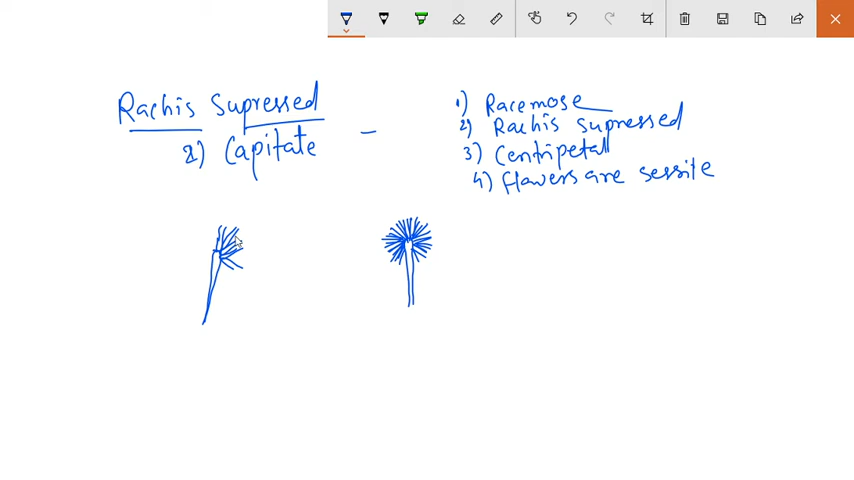 Rachis Supressed
2) Capitate -
1) Racemose
2) Rachis supressed
3) Centripetal
4) flowers are sessile